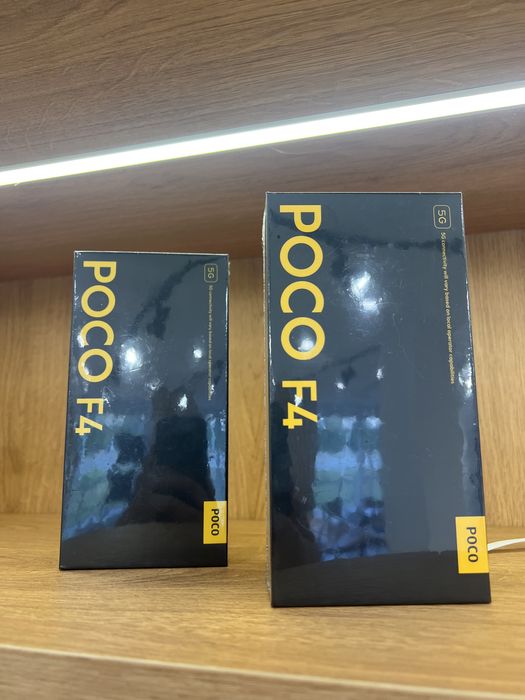 POCO F4
5G
5G connectivity will vary based on local operator capabilities
POCO
POCO F4
5G
5G connectivity will vary based on local operator capabilities
POCO